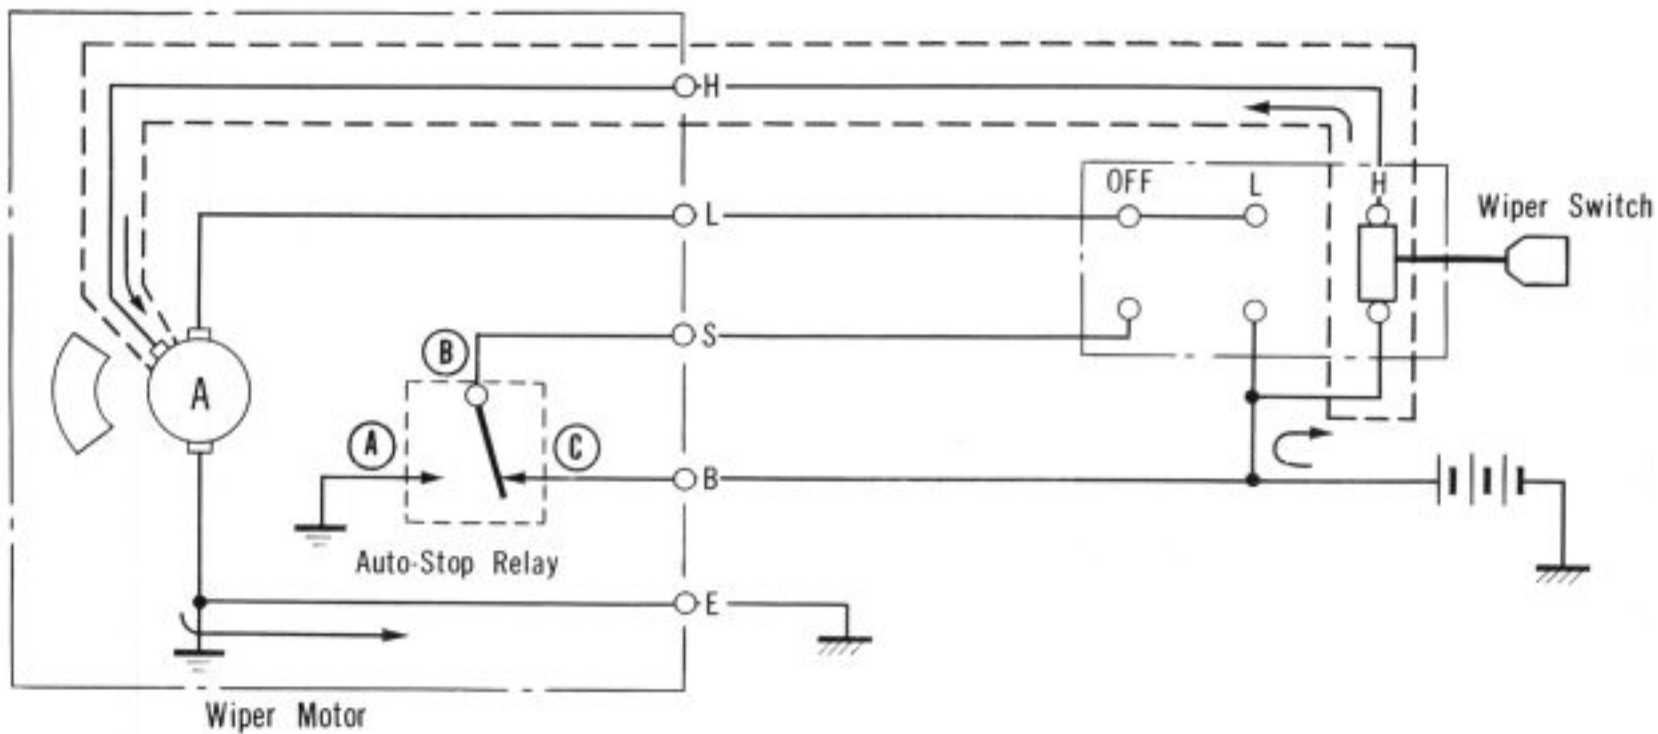 H
OFF
L
H
Wiper Switch
L
S
B
A
A
C
B
Auto-Stop Relay
E
Wiper Motor